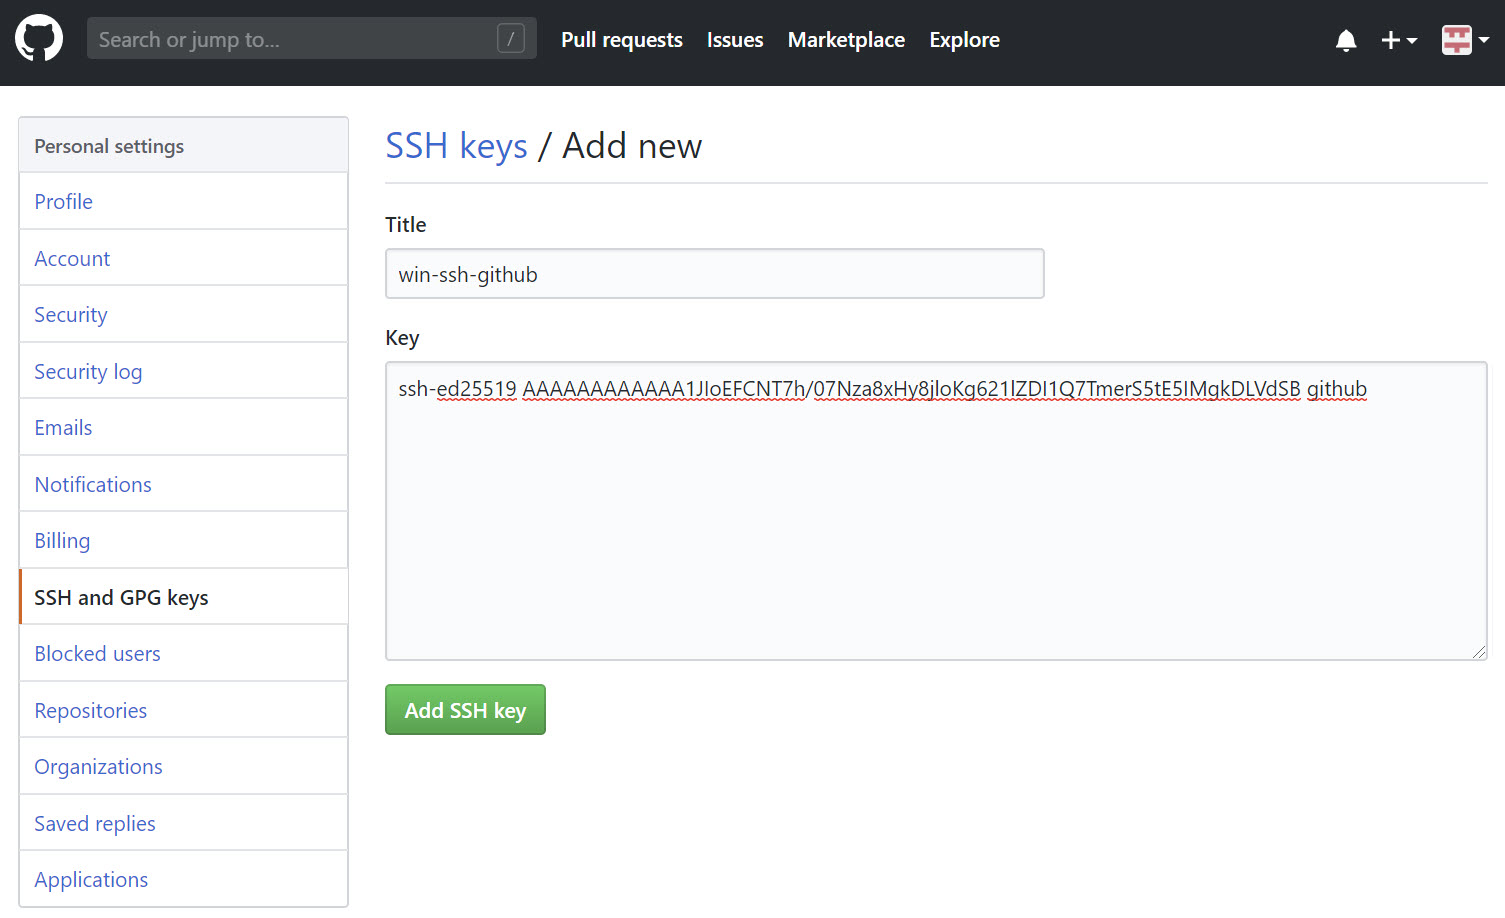 Search or jump to... /
Pull requests
Issues
Marketplace
Explore
Personal settings
Profile
Account
Security
Security log
Emails
Notifications
Billing
SSH and GPG keys
Blocked users
Repositories
Organizations
Saved replies
Applications
SSH keys / Add new
Title
win-ssh-github
Key
ssh-ed25519 AAAAAAAAAAAA1JIoEFCNT7h/07Nza8xHy8jIoKg621lZDI1Q7TmerS5tE5IMgkDLVdSB github
Add SSH key